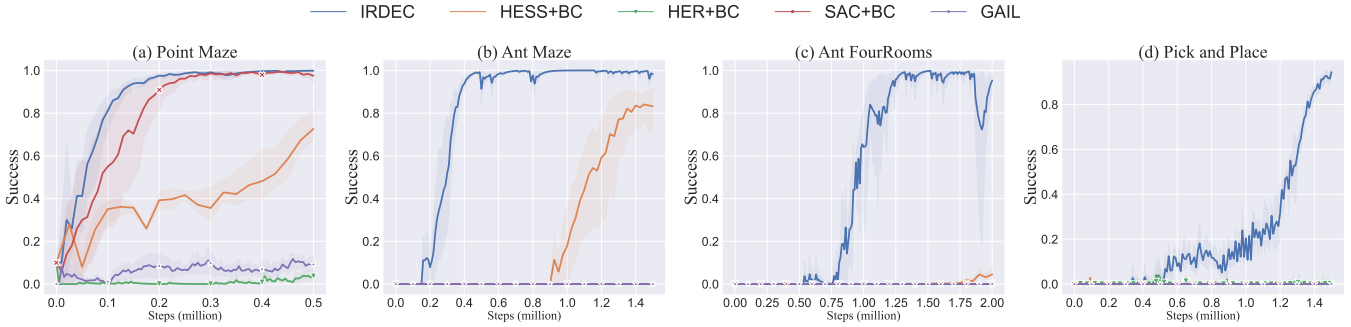 IRDEC HESS+BC HER+BC SAC+BC GAIL
(a) Point Maze
Success
1.0
0.8
0.6
0.4
0.2
0.0
0.0 0.1 0.2 0.3 0.4 0.5
Steps (million)
(b) Ant Maze
Success
1.0
0.8
0.6
0.4
0.2
0.0
0.0 0.2 0.4 0.6 0.8 1.0 1.2 1.4
Steps (million)
(c) Ant FourRooms
Success
1.0
0.8
0.6
0.4
0.2
0.0
0.00 0.25 0.50 0.75 1.00 1.25 1.50 1.75 2.00
Steps (million)
(d) Pick and Place
Success
0.8
0.6
0.4
0.2
0.0
0.0 0.2 0.4 0.6 0.8 1.0 1.2 1.4
Steps (million)